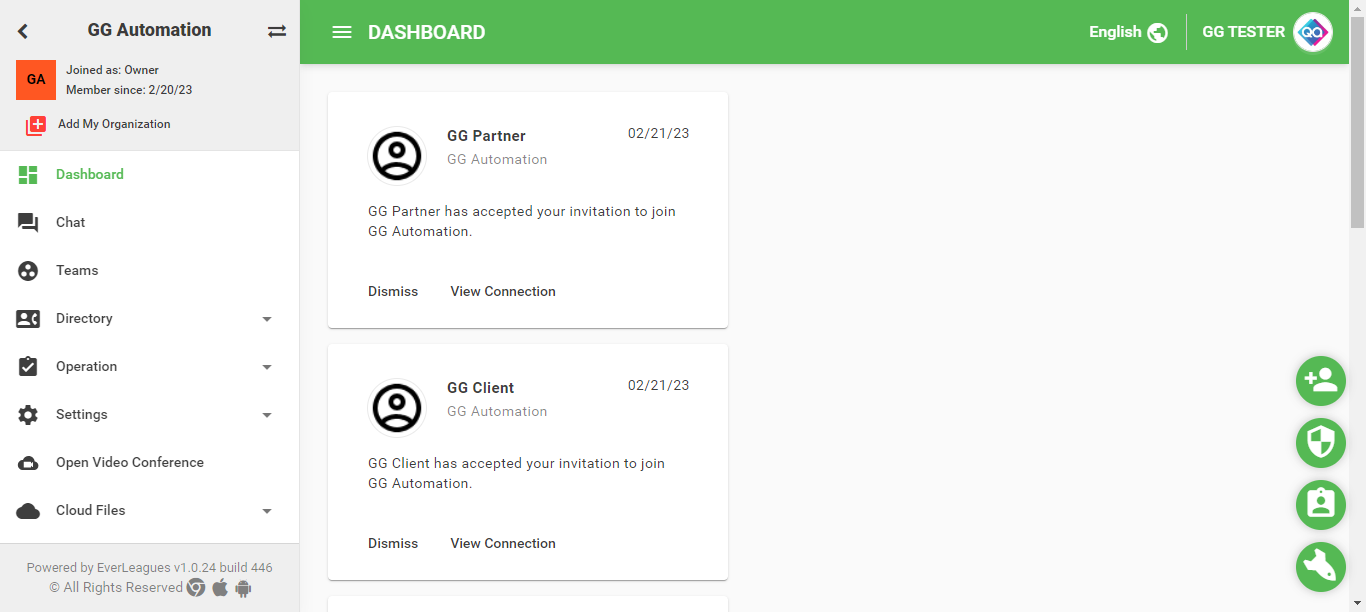 GG Automation
GA
Joined as: Owner
Member since: 2/20/23
Add My Organization
Dashboard
Chat
Teams
Directory
Operation
Settings
Open Video Conference
Cloud Files
Powered by EverLeagues v1.0.24 build 446
© All Rights Reserved
DASHBOARD
English
GG TESTER
QA
GG Partner
02/21/23
GG Automation
GG Partner has accepted your invitation to join
GG Automation.
Dismiss View Connection
GG Client
02/21/23
GG Automation
GG Client has accepted your invitation to join
GG Automation.
Dismiss View Connection